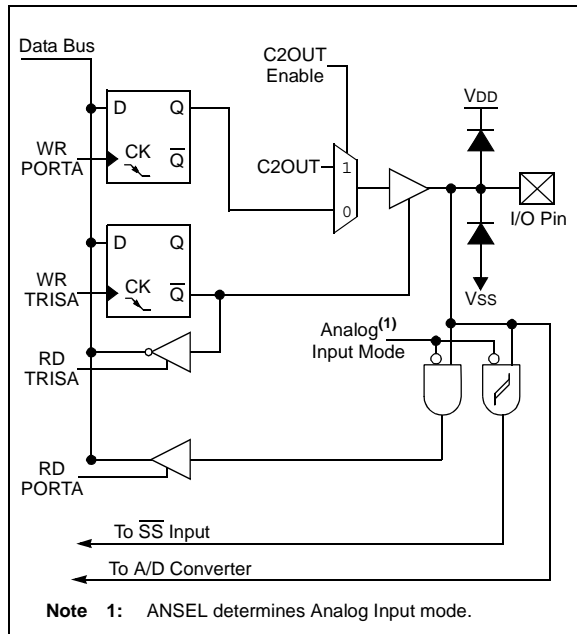 Data Bus
C2OUT
Enable
VDD
D Q
WR
PORTA
CK Q̅
C2OUT
1
0
I/O Pin
D Q
WR
TRISA
CK Q̅
VSS
Analog(1)
Input Mode
RD
TRISA
RD
PORTA
To S̅S̅ Input
To A/D Converter
Note 1: ANSEL determines Analog Input mode.